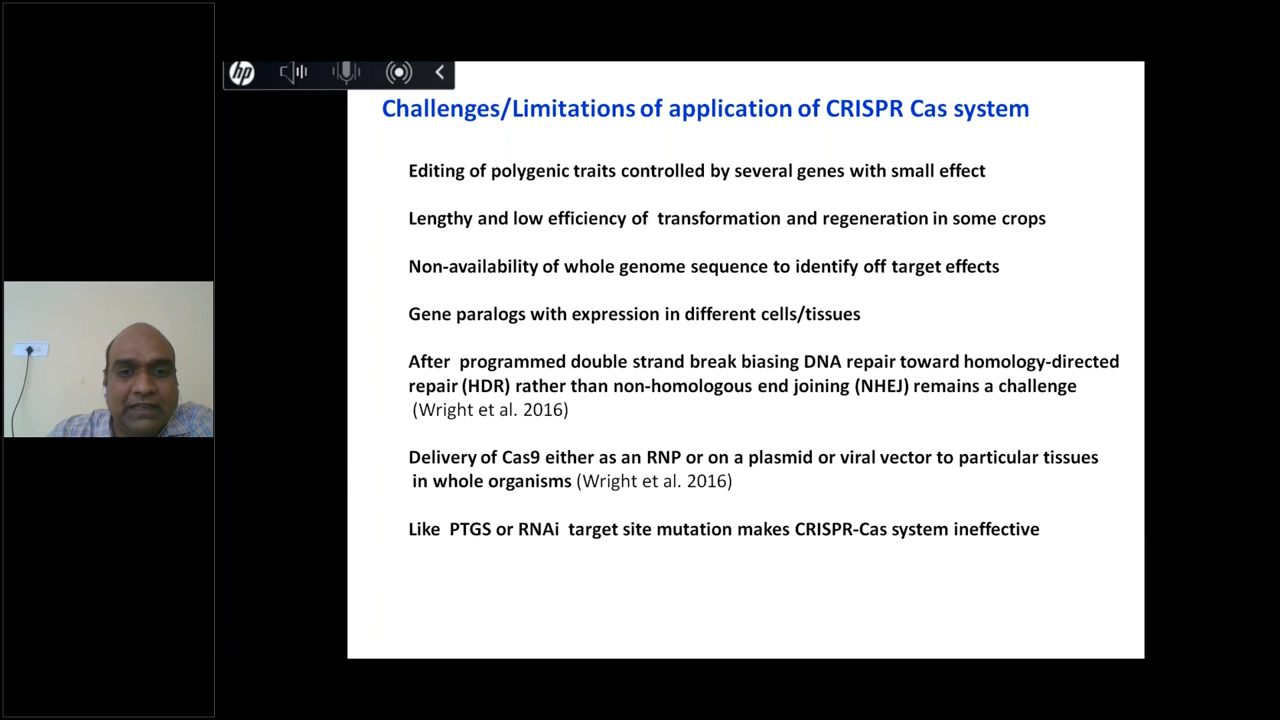 hp
Challenges/Limitations of application of CRISPR Cas system
Editing of polygenic traits controlled by several genes with small effect
Lengthy and low efficiency of transformation and regeneration in some crops
Non-availability of whole genome sequence to identify off target effects
Gene paralogs with expression in different cells/tissues
After programmed double strand break biasing DNA repair toward homology-directed
repair (HDR) rather than non-homologous end joining (NHEJ) remains a challenge
(Wright et al. 2016)
Delivery of Cas9 either as an RNP or on a plasmid or viral vector to particular tissues
in whole organisms (Wright et al. 2016)
Like PTGS or RNAi target site mutation makes CRISPR-Cas system ineffective